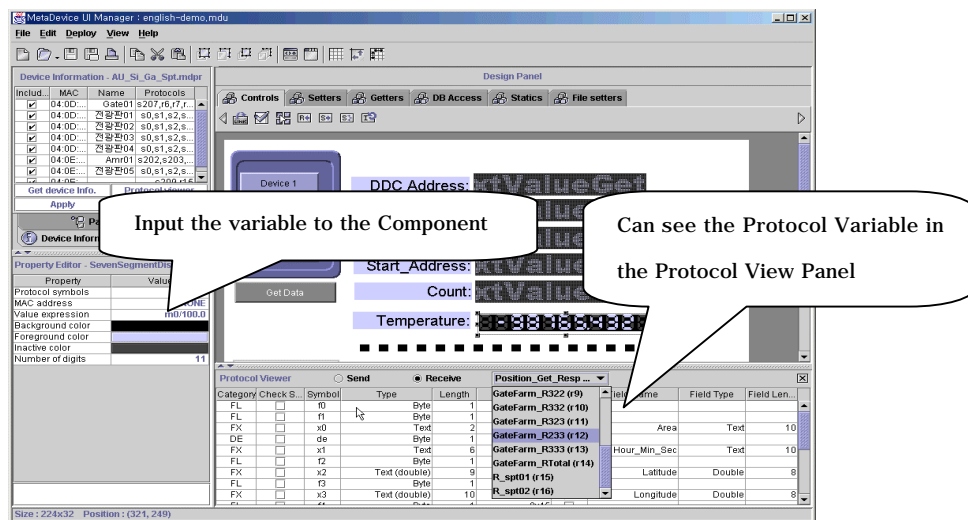 MetaDevice UI Manager : english-demo,mdu
File Edit Deploy View Help
Device Information - AU_Si_Ga_Spt.mdpr
Includ... MAC Name Protocols
04:0D:... Gate01 s207,r6,r7,r...
04:0D:... 전광판01 s0,s1,s2,s...
04:0D:... 전광판02 s0,s1,s2,s...
04:0D:... 전광판03 s0,s1,s2,s...
04:0D:... 전광판04 s0,s1,s2,s...
04:0E:... Amr01 s202,s203,...
04:0E:... 전광판05 s0,s1,s2,s...
Get device Info. Protocol viewer
Apply
Pa
Device Inforr
Property Editor - SevenSegmentDis
Property Value
Protocol symbols
MAC address NONE
Value expression m0/100.0
Background color
Foreground color
Inactive color
Number of digits 11
Design Panel
Controls Setters Getters DB Access Statics File setters
Device 1
DDC Address: xtValueGet
Start_Address: xtValue
Get Data
Count: xtValue
Temperature:
Input the variable to the Component
Can see the Protocol Variable in
the Protocol View Panel
Protocol Viewer Send Receive Position_Get_Resp ...
Category Check S... Symbol Type Length Field Type Field Len...
FL f0 Byte 1
FL f1 Byte 1
FX x0 Text 2 Area Text 10
DE de Byte 1
FX x1 Text 6 Hour_Min_Sec Text 10
FL f2 Byte 1
FX x2 Text (double) 9 Latitude Double 8
FL f3 Byte 1
FX x3 Text (double) 10 Longitude Double 8
GateFarm_R322 (r9)
GateFarm_R332 (r10)
GateFarm_R323 (r11)
GateFarm_R233 (r12)
GateFarm_R333 (r13)
GateFarm_RTotal (r14)
R_spt01 (r15)
R_spt02 (r16)
Size : 224x32 Position : (321, 249)